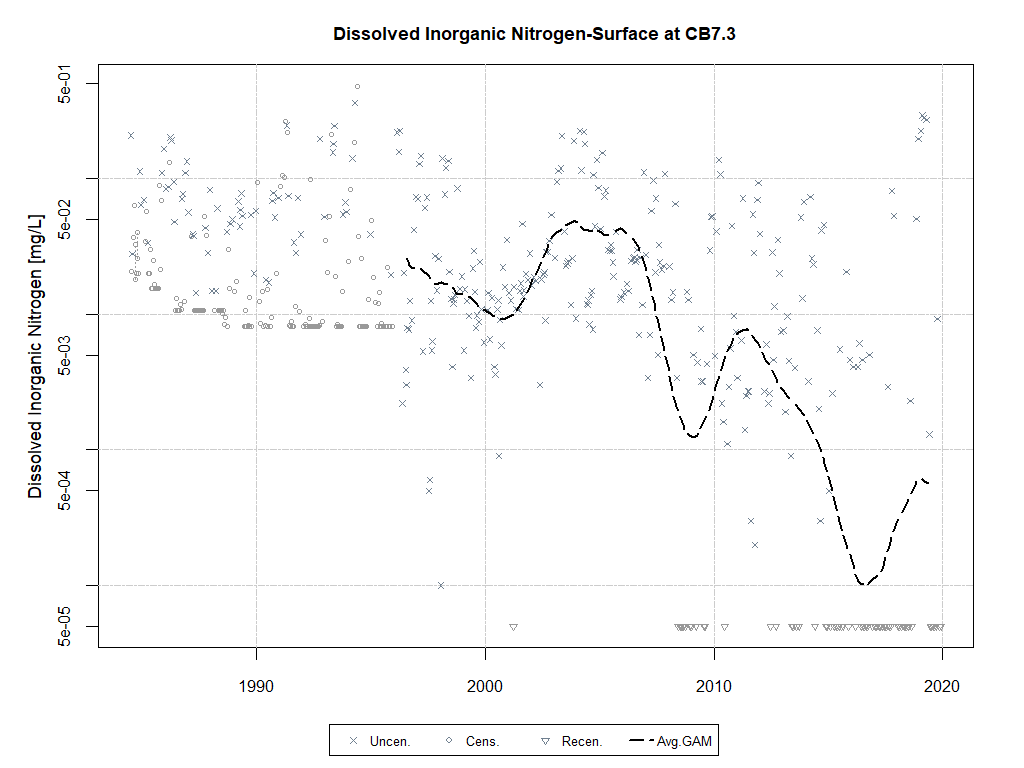 Dissolved Inorganic Nitrogen-Surface at CB7.3
Dissolved Inorganic Nitrogen [mg/L]
5e-01
5e-02
5e-03
5e-04
5e-05
1990 2000 2010 2020
Uncen. Cens. Recen. Avg.GAM